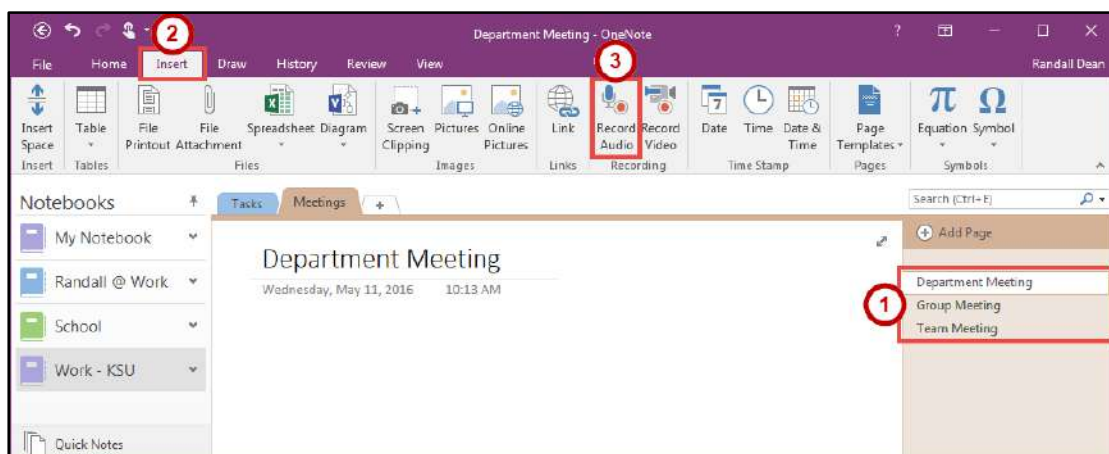 2
Department Meeting - OneNote
?
File Home Insert Draw History Review View
3
Randall Dean
Insert Space
Table
File Printout
File Attachment
Spreadsheet
Diagram
Screen Clipping
Pictures
Online Pictures
Link
Record Audio
Record Video
7
Date
Time
Date & Time
Page Templates
π
Equation
Ω
Symbol
Insert Tables Files Images Links Recording Time Stamp Pages Symbols
Notebooks
Tasks Meetings +
Search (Ctrl+E)
My Notebook
Randall @ Work
School
Work - KSU
Quick Notes
Department Meeting
Wednesday, May 11, 2016 10:13 AM
Add Page
1
Department Meeting
Group Meeting
Team Meeting